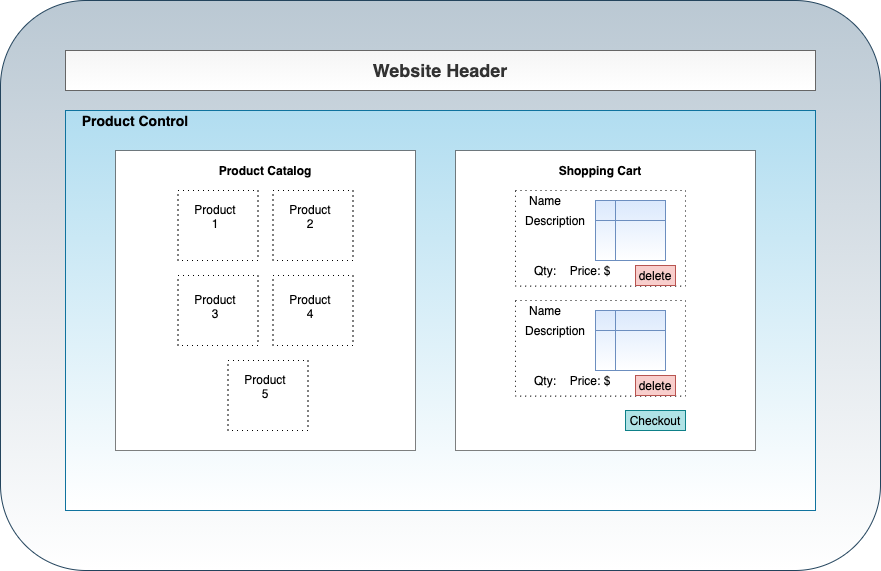 Website Header
Product Control
Product Catalog
Product
1
Product
2
Product
3
Product
4
Product
5
Shopping Cart
Name
Description
Qty: Price: $
delete
Name
Description
Qty: Price: $
delete
Checkout